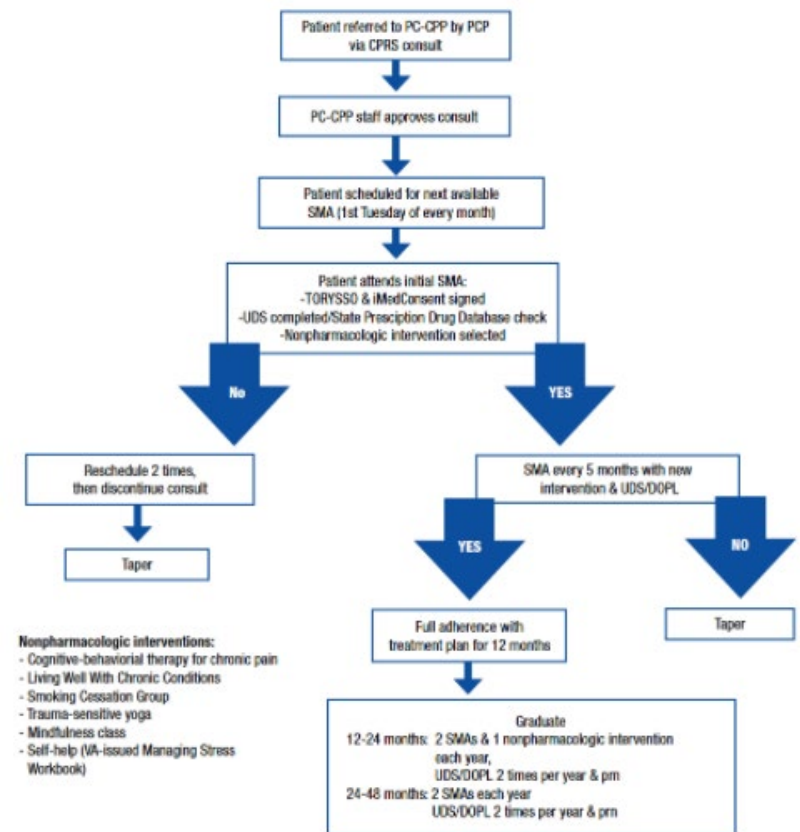 Patient referred to PC-CPP by PCP
via CPRS consult
PC-CPP staff approves consult
Patient scheduled for next available
SMA (1st Tuesday of every month)
Patient attends initial SMA:
-TORYSSO & iMedConsent signed
-UDS completed/State Presciption Drug Database check
-Nonpharmacologic intervention selected
No
YES
Reschedule 2 times,
then discontinue consult
SMA every 5 months with new
intervention & UDS/DOPL
Taper
YES
NO
Full adherence with
treatment plan for 12 months
Taper
Nonpharmacologic interventions:
- Cognitive-behaviorial therapy for chronic pain
- Living Well With Chronic Conditions
- Smoking Cessation Group
- Trauma-sensitive yoga
- Mindfulness class
- Self-help (VA-issued Managing Stress
Workbook)
Graduate
12-24 months: 2 SMAs & 1 nonpharmacologic intervention
each year,
UDS/DOPL 2 times per year & prn
24-48 months: 2 SMAs each year
UDS/DOPL 2 times per year & prn